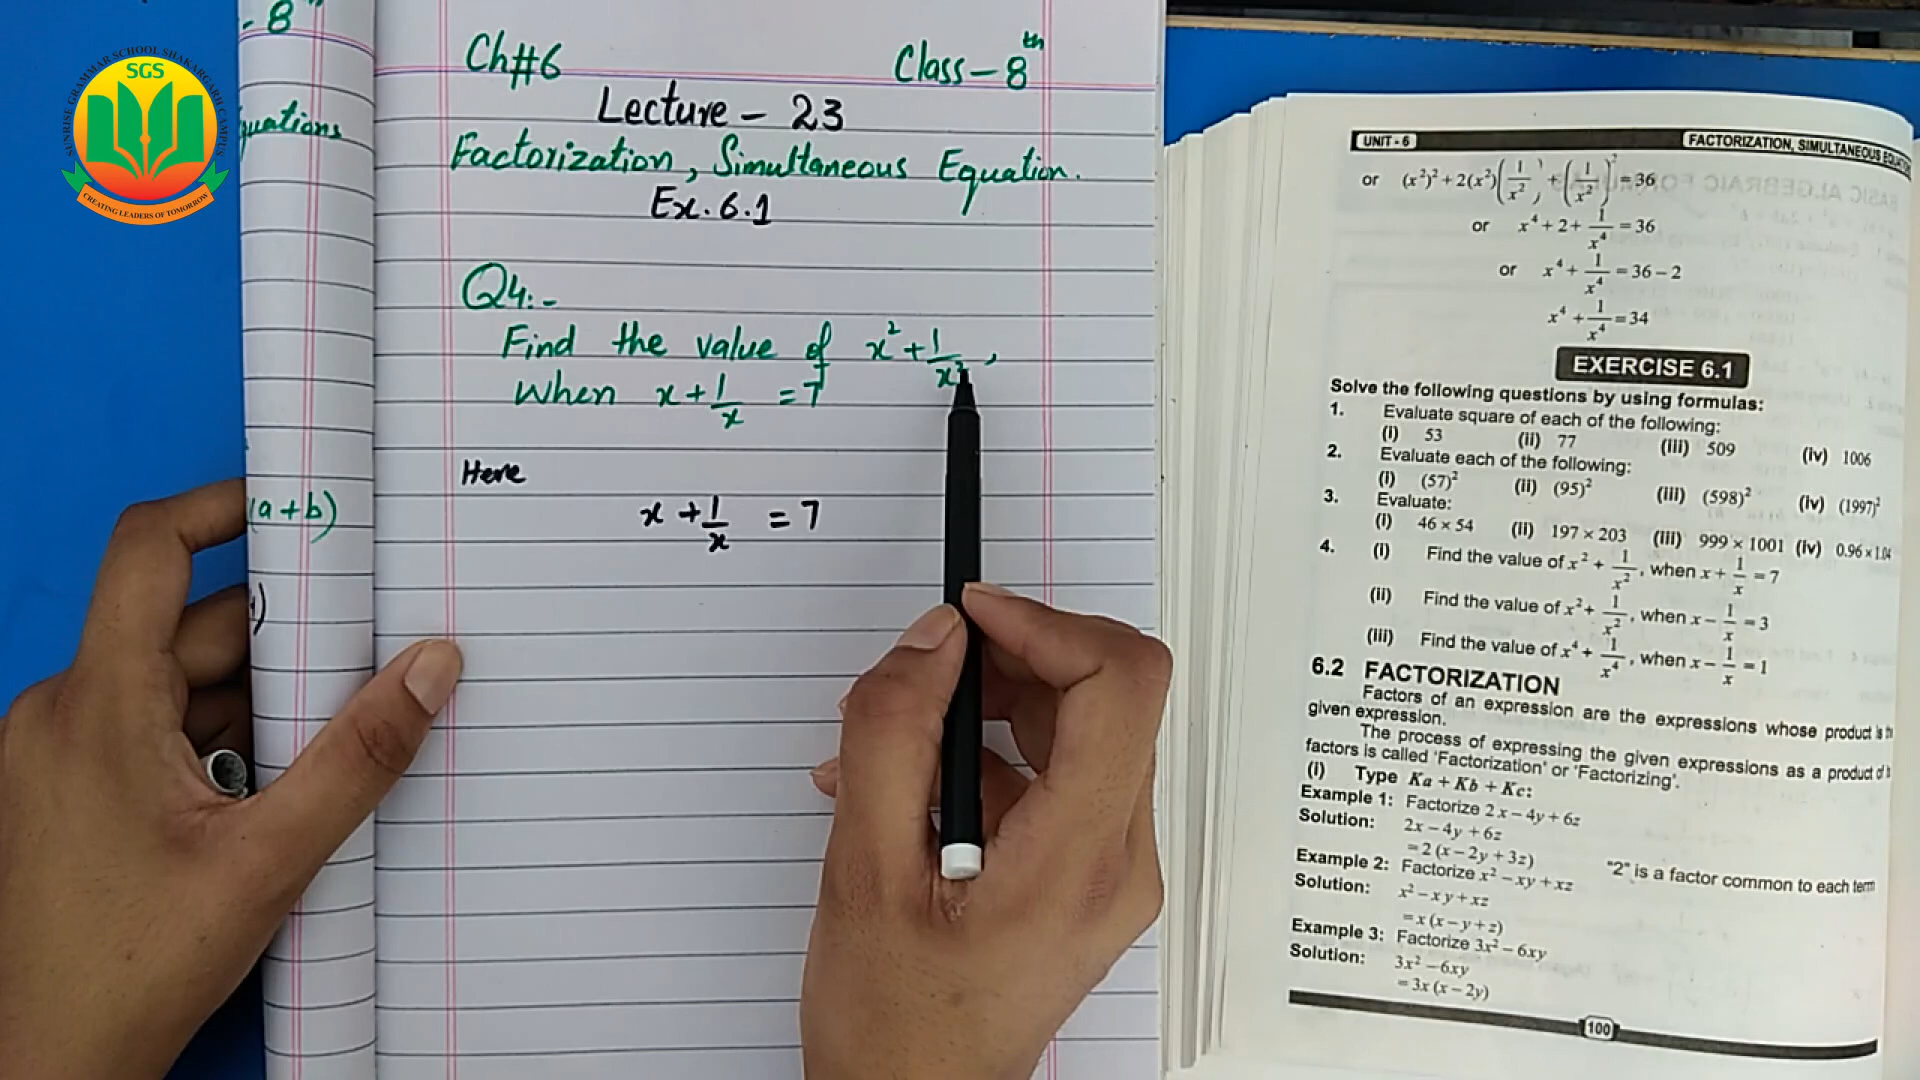 SUNRISE GRAMMAR SCHOOL SHAKARGARH CAMPUS
SGS
CREATING LEADERS OF TOMORROW
- 8
quations
(a+b)
Ch#6 Class - 8th
Lecture - 23
Factorization, Simultaneous Equation.
Ex. 6.1
Q4:-
Find the value of x² + 1/x²,
when x + 1/x = 7
Here
x + 1/x = 7
UNIT - 6 FACTORIZATION, SIMULTANEOUS EQUATIONS
or (x²)² + 2(x²)(1/x²) + (1/x²)² = 36
or x⁴ + 2 + 1/x⁴ = 36
or x⁴ + 1/x⁴ = 36 – 2
x⁴ + 1/x⁴ = 34
EXERCISE 6.1
Solve the following questions by using formulas:
1. Evaluate square of each of the following:
(i) 53 (ii) 77 (iii) 509 (iv) 1006
2. Evaluate each of the following:
(i) (57)² (ii) (95)² (iii) (598)² (iv) (1997)²
3. Evaluate:
(i) 46 × 54 (ii) 197 × 203 (iii) 999 × 1001 (iv) 0.96 × 1.04
4. (i) Find the value of x² + 1/x², when x + 1/x = 7
(ii) Find the value of x² + 1/x², when x – 1/x = 3
(iii) Find the value of x⁴ + 1/x⁴, when x – 1/x = 1
6.2 FACTORIZATION
Factors of an expression are the expressions whose product is the
given expression.
The process of expressing the given expressions as a product of
factors is called 'Factorization' or 'Factorizing'.
(i) Type Ka + Kb + Kc:
Example 1: Factorize 2x – 4y + 6z
Solution: 2x – 4y + 6z
= 2 (x – 2y + 3z) "2" is a factor common to each term
Example 2: Factorize x² – xy + xz
Solution: x² – xy + xz
= x (x – y + z)
Example 3: Factorize 3x² – 6xy
Solution: 3x² – 6xy
= 3x (x – 2y)
100